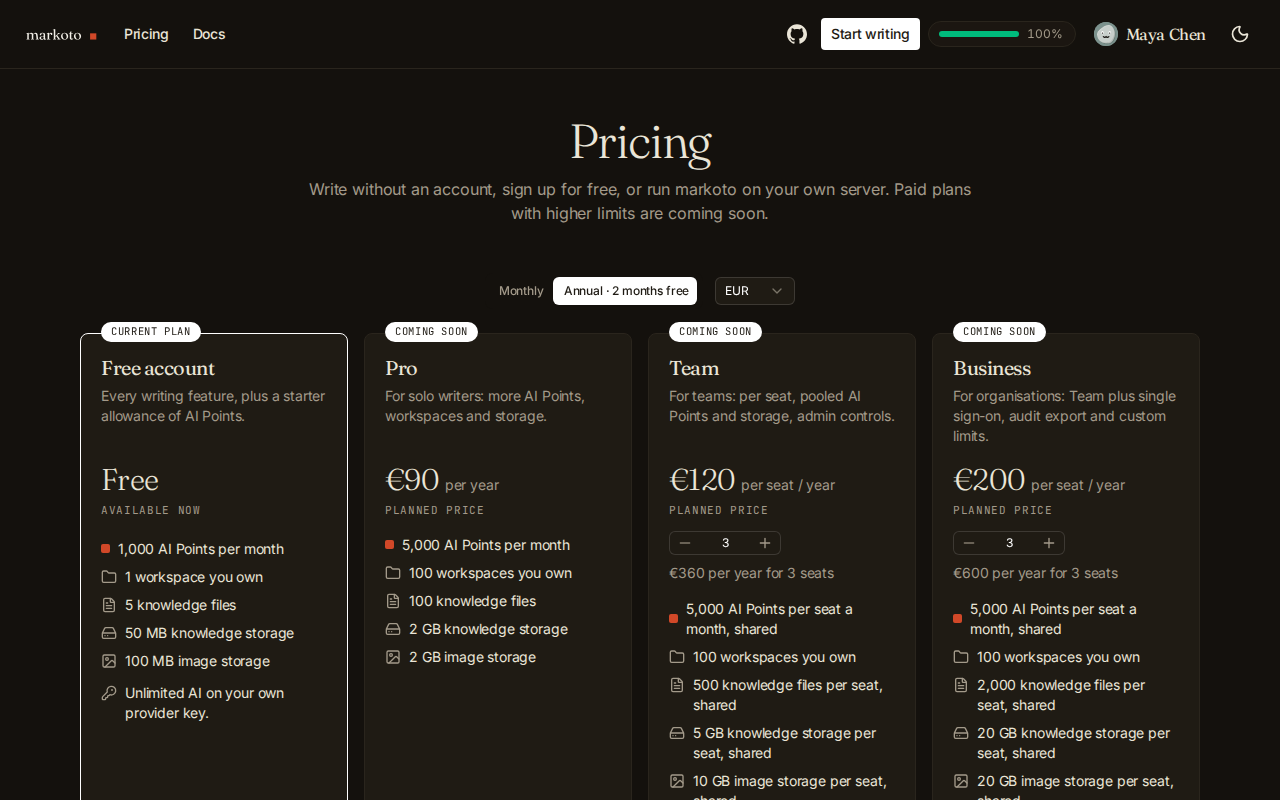 markoto
Pricing
Docs
Start writing
100%
Maya Chen
Pricing
Write without an account, sign up for free, or run markoto on your own server. Paid plans
with higher limits are coming soon.
Monthly
Annual · 2 months free
EUR
CURRENT PLAN
Free account
Every writing feature, plus a starter
allowance of AI Points.
Free
AVAILABLE NOW
1,000 AI Points per month
1 workspace you own
5 knowledge files
50 MB knowledge storage
100 MB image storage
Unlimited AI on your own
provider key.
COMING SOON
Pro
For solo writers: more AI Points,
workspaces and storage.
€90 per year
PLANNED PRICE
5,000 AI Points per month
100 workspaces you own
100 knowledge files
2 GB knowledge storage
2 GB image storage
COMING SOON
Team
For teams: per seat, pooled AI
Points and storage, admin controls.
€120 per seat / year
PLANNED PRICE
3
€360 per year for 3 seats
5,000 AI Points per seat a
month, shared
100 workspaces you own
500 knowledge files per seat,
shared
5 GB knowledge storage per
seat, shared
10 GB image storage per seat,
shared
COMING SOON
Business
For organisations: Team plus single
sign-on, audit export and custom
limits.
€200 per seat / year
PLANNED PRICE
3
€600 per year for 3 seats
5,000 AI Points per seat a
month, shared
100 workspaces you own
2,000 knowledge files per
seat, shared
20 GB knowledge storage per
seat, shared
20 GB image storage per seat,
shared